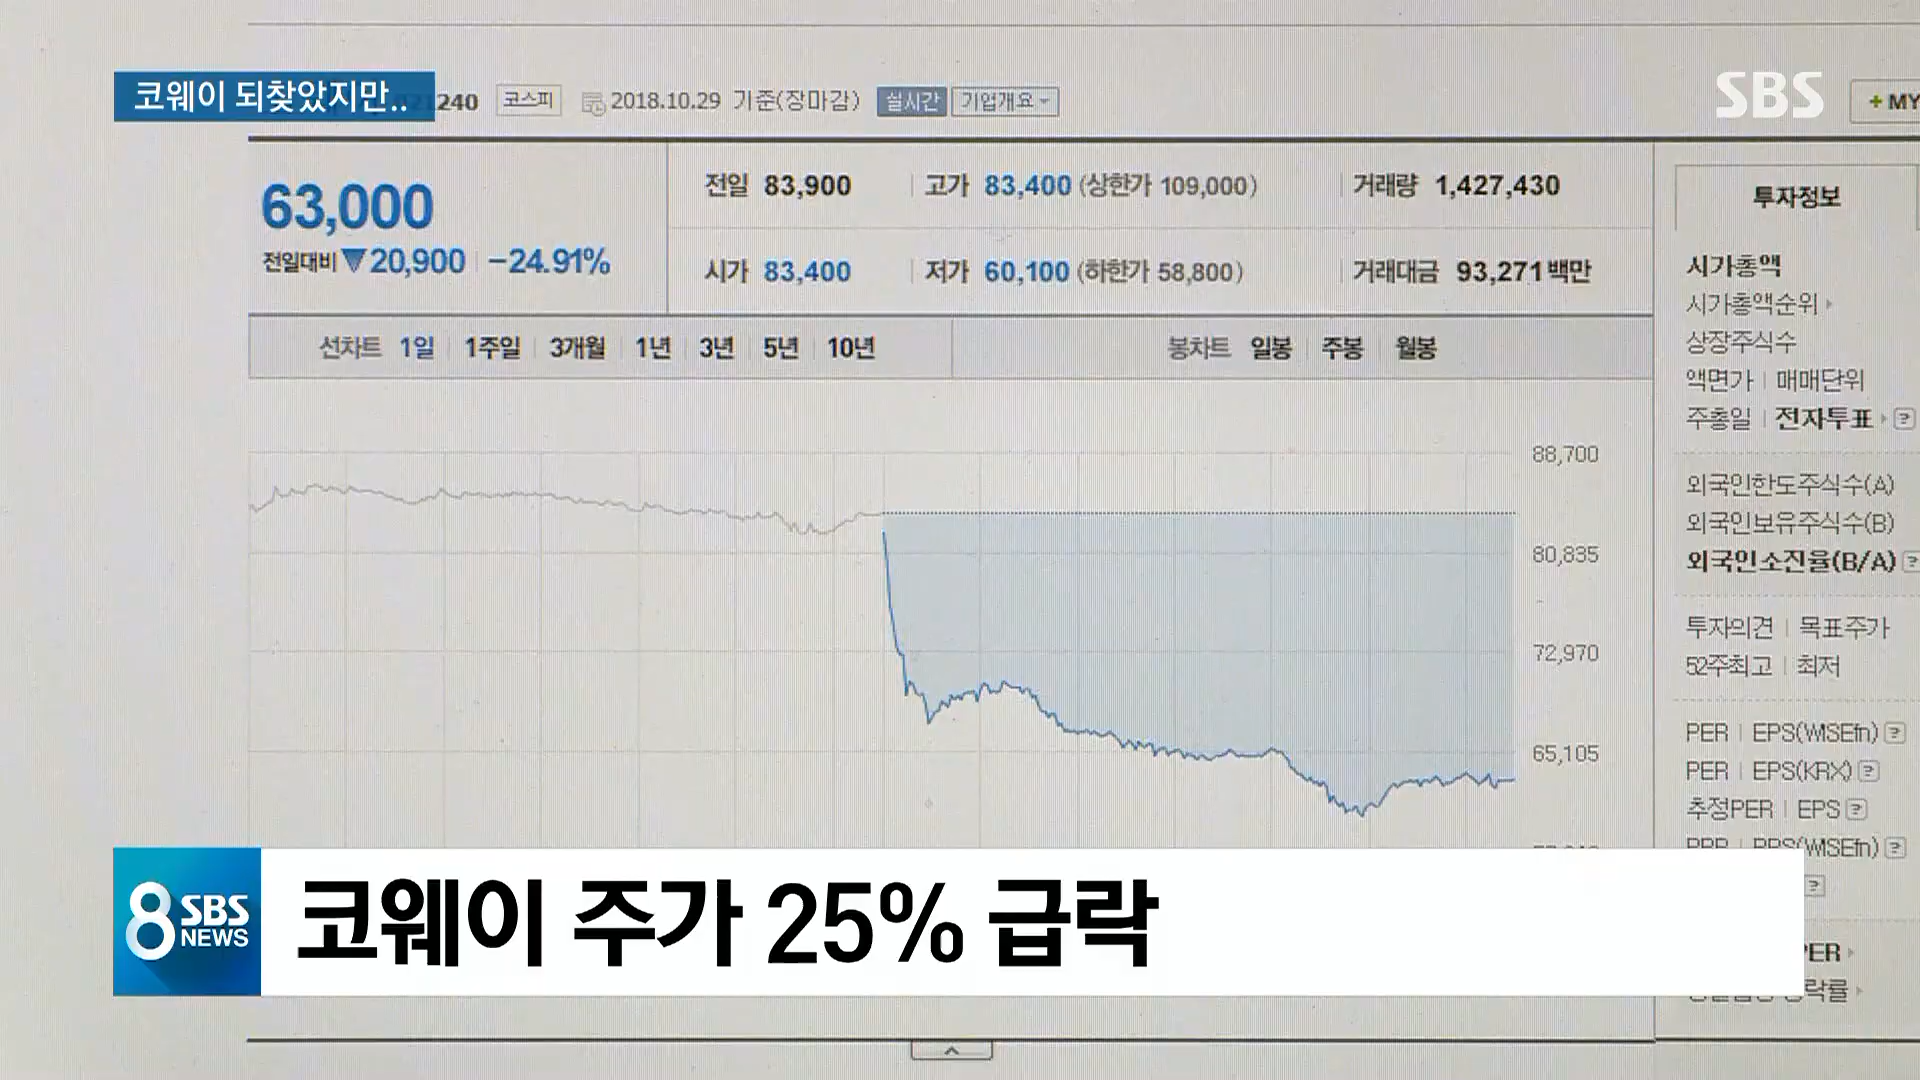 코웨이 되찾았지만..
21240 코스피 2018.10.29 기준(장마감) 실시간 기업개요
SBS
+ MY
63,000
전일대비 ▼20,900 -24.91%
전일 83,900 고가 83,400 (상한가 109,000) 거래량 1,427,430
시가 83,400 저가 60,100 (하한가 58,800) 거래대금 93,271백만
선차트 1일 1주일 3개월 1년 3년 5년 10년 봉차트 일봉 주봉 월봉
88,700
80,835
72,970
65,105
투자정보
시가총액
시가총액순위
상장주식수
액면가 | 매매단위
주총일 | 전자투표 ?
외국인한도주식수(A)
외국인보유주식수(B)
외국인소진율(B/A) ?
투자의견 | 목표주가
52주최고 | 최저
PER | EPS(WISEfn) ?
PER | EPS(KRX) ?
추정PER | EPS ?
(WISEfn) ?
?
PER
락률
8 SBS NEWS
코웨이 주가 25% 급락